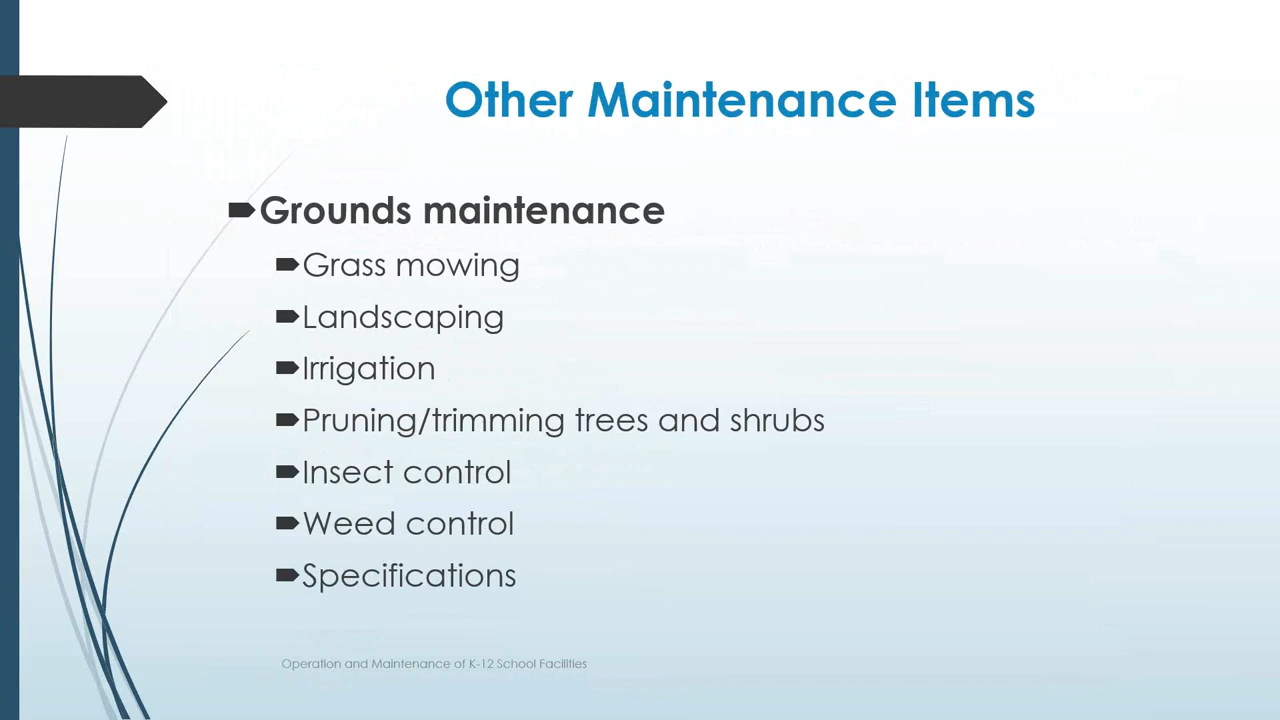 Other Maintenance Items
Grounds maintenance
Grass mowing
Landscaping
Irrigation
Pruning/trimming trees and shrubs
Insect control
Weed control
Specifications
Operation and Maintenance of K-12 School Facilities